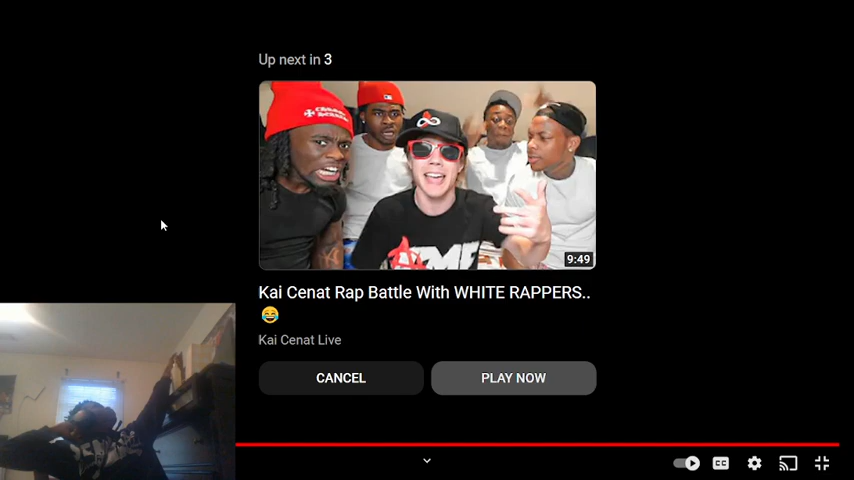 Up next in 3
9:49
Kai Cenat Rap Battle With WHITE RAPPERS..
😂
Kai Cenat Live
CANCEL
PLAY NOW
CC